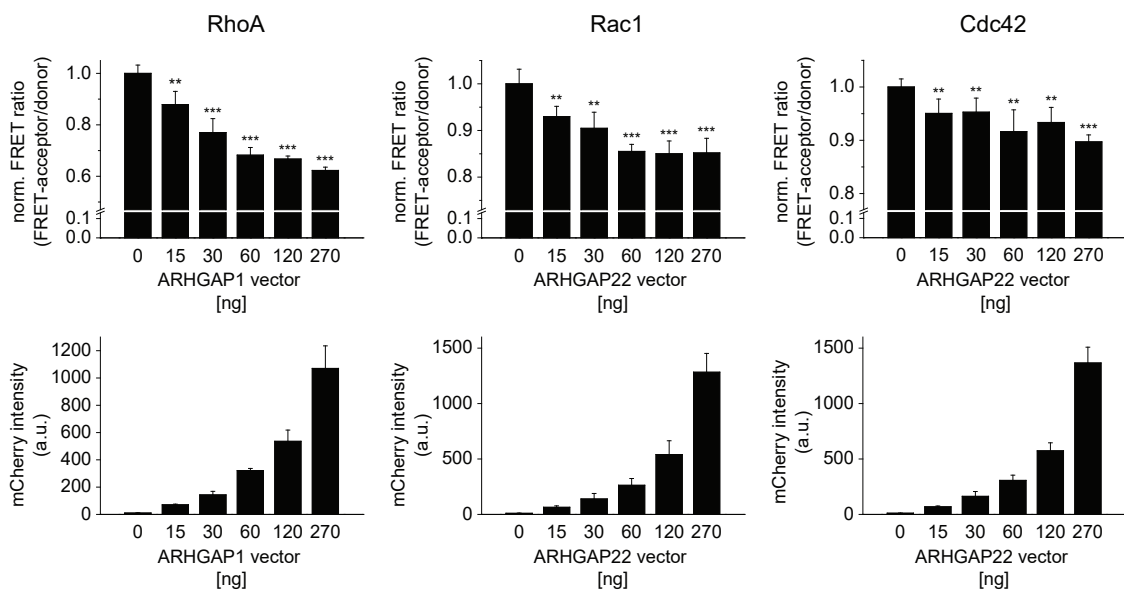 RhoA
norm. FRET ratio
(FRET-acceptor/donor)
1.0
0.8
0.6
0.1
0.0
** *** *** *** ***
0 15 30 60 120 270
ARHGAP1 vector
[ng]
Rac1
norm. FRET ratio
(FRET-acceptor/donor)
1.0
0.9
0.8
0.1
0.0
** ** *** *** ***
0 15 30 60 120 270
ARHGAP22 vector
[ng]
Cdc42
norm. FRET ratio
(FRET-acceptor/donor)
1.0
0.9
0.8
0.1
0.0
** ** ** ** ***
0 15 30 60 120 270
ARHGAP22 vector
[ng]
mCherry intensity
(a.u.)
1200
1000
800
600
400
200
0
0 15 30 60 120 270
ARHGAP1 vector
[ng]
mCherry intensity
(a.u.)
1500
1000
500
0
0 15 30 60 120 270
ARHGAP22 vector
[ng]
mCherry intensity
(a.u.)
1500
1000
500
0
0 15 30 60 120 270
ARHGAP22 vector
[ng]